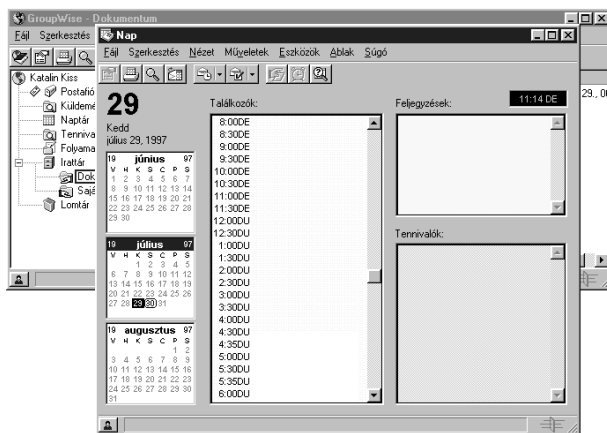 GroupWise - Dokumentum
Fájl Szerkesztés
Katalin Kiss
Postafió
Küldemé
Naptár
Tenniva
Folyama
Irattár
Dok
Sajá
Lomtár
29., 0
Nap
Fájl Szerkesztés Nézet Műveletek Eszközök Ablak Súgó
29
Kedd
július 29, 1997
19 június 97
V H K S C P S
1 2 3 4 5 6 7
8 9 10 11 12 13 14
15 16 17 18 19 20 21
22 23 24 25 26 27 28
29 30
19 július 97
V H K S C P S
1 2 3 4 5
6 7 8 9 10 11 12
13 14 15 16 17 18 19
20 21 22 23 24 25 26
27 28 29 30 31
19 augusztus 97
V H K S C P S
1 2
3 4 5 6 7 8 9
10 11 12 13 14 15 16
17 18 19 20 21 22 23
24 25 26 27 28 29 30
31
Találkozók:
8:00DE
8:30DE
9:00DE
9:30DE
10:00DE
10:30DE
11:00DE
11:30DE
12:00DU
12:30DU
1:00DU
1:30DU
2:00DU
2:30DU
3:00DU
3:30DU
4:00DU
4:30DU
4:35DU
5:00DU
5:30DU
5:35DU
6:00DU
Feljegyzések:
11:14 DE
Tennivalók: